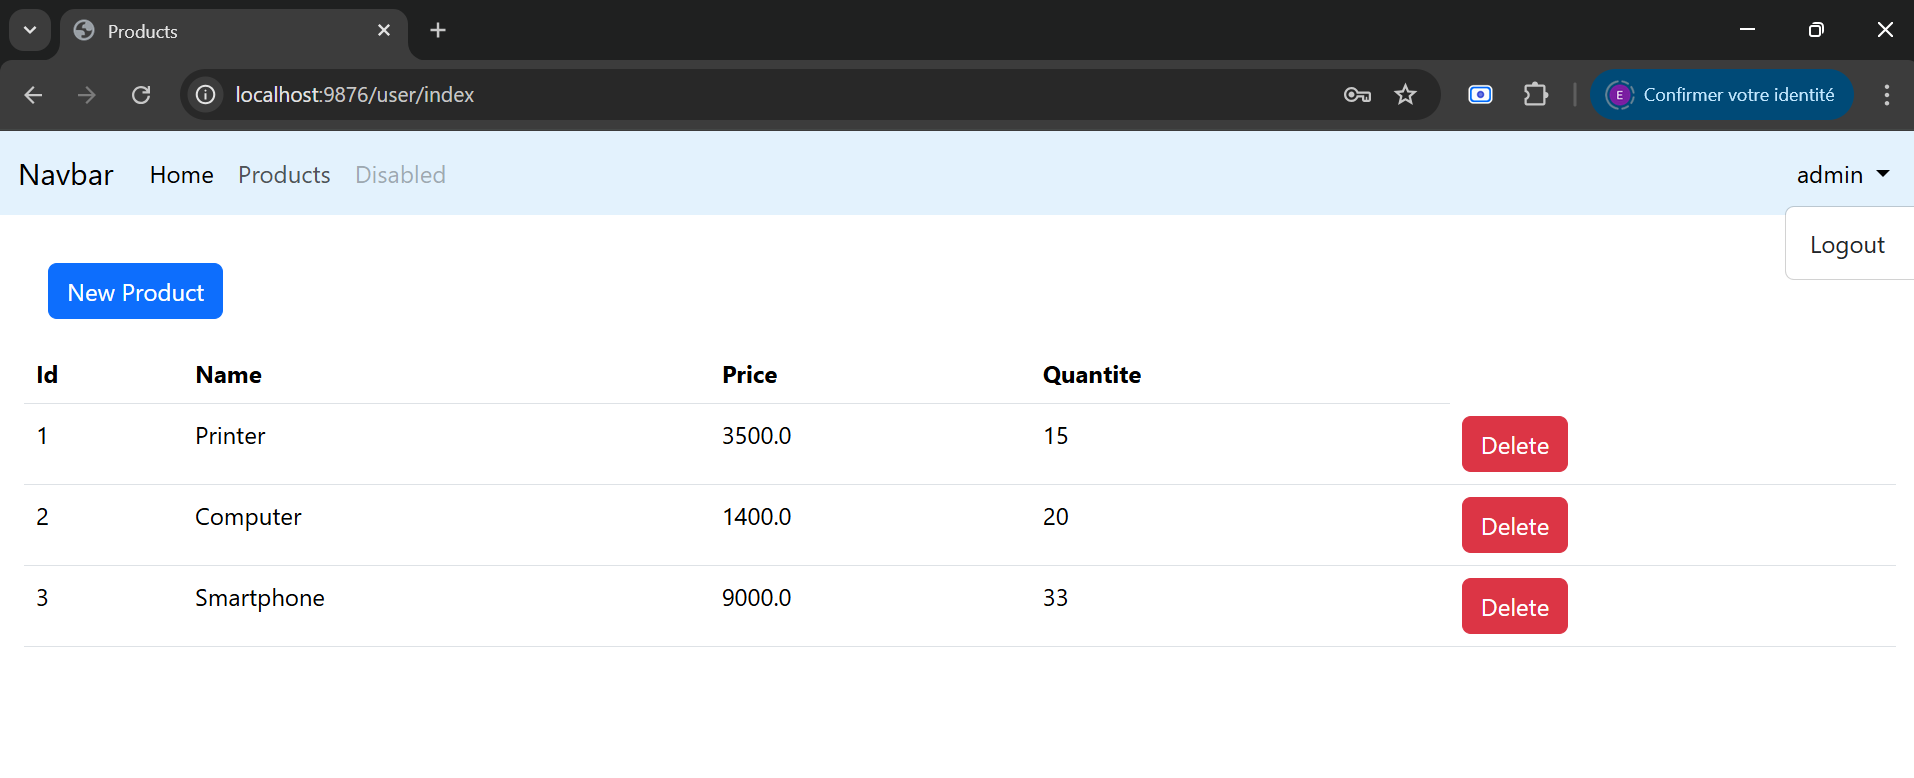 Products
localhost:9876/user/index
E
Confirmer votre identité
Navbar Home Products Disabled admin
Logout
New Product
Id Name Price Quantite
1 Printer 3500.0 15 Delete
2 Computer 1400.0 20 Delete
3 Smartphone 9000.0 33 Delete